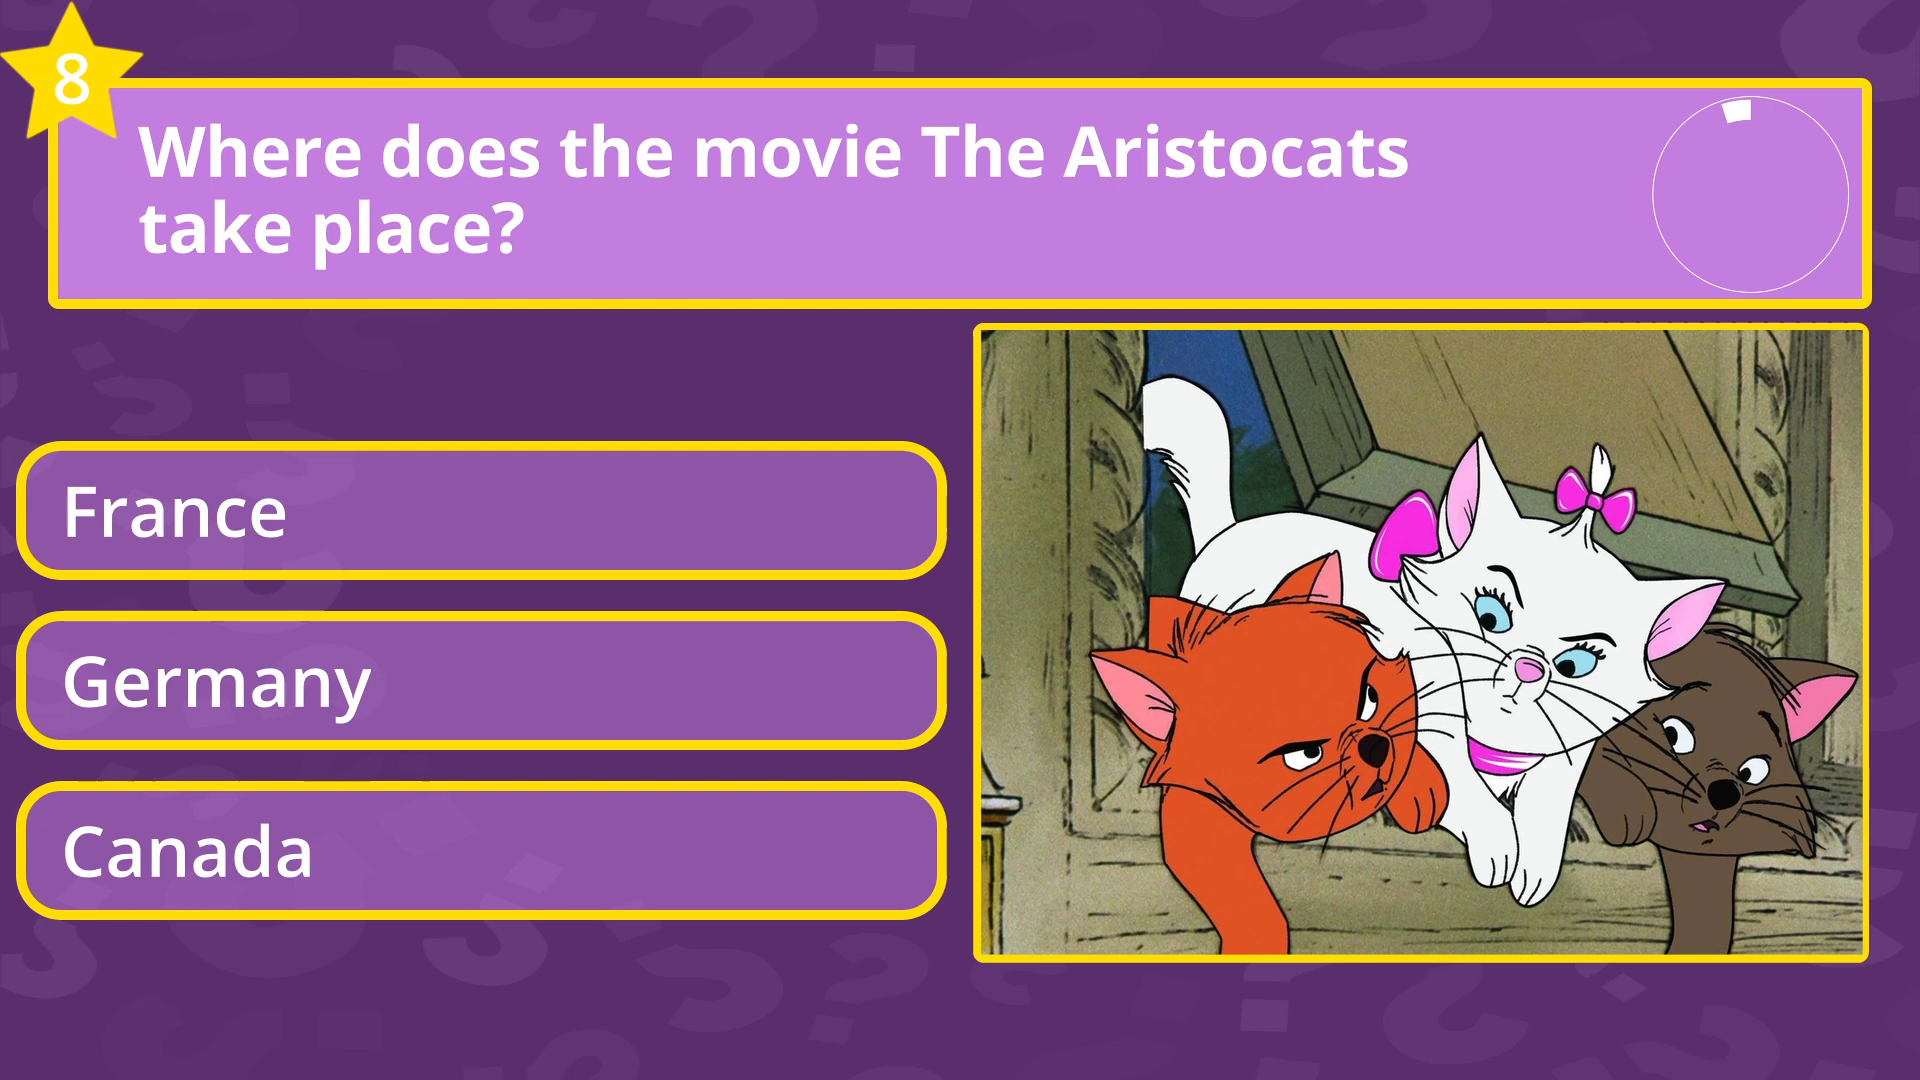 8
Where does the movie The Aristocats
take place?
France
Germany
Canada